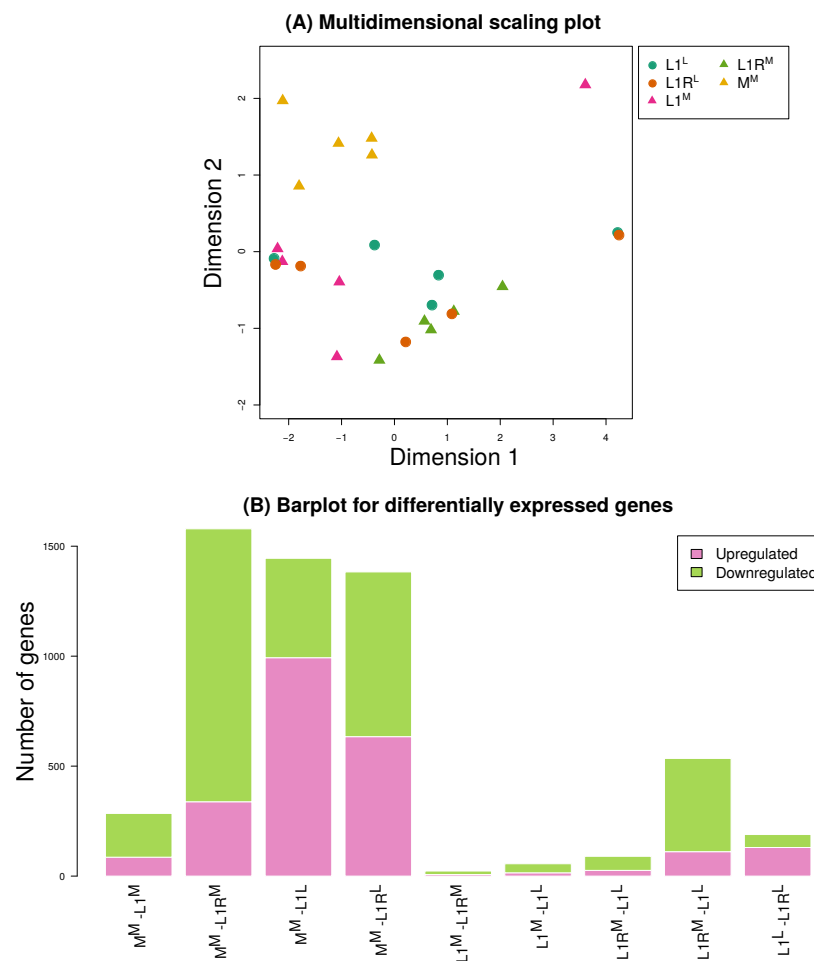 (A) Multidimensional scaling plot
L1^L
L1R^L
L1^M
L1R^M
M^M
Dimension 2
2
1
0
−1
−2
−2
−1
0
1
2
3
4
Dimension 1
(B) Barplot for differentially expressed genes
Upregulated
Downregulated
Number of genes
1500
1000
500
0
M^M-L1^M
M^M-L1R^M
M^M-L1L
M^M-L1R^L
L1^M-L1R^M
L1^M-L1^L
L1R^M-L1^L
L1R^M-L1^L
L1^L-L1R^L